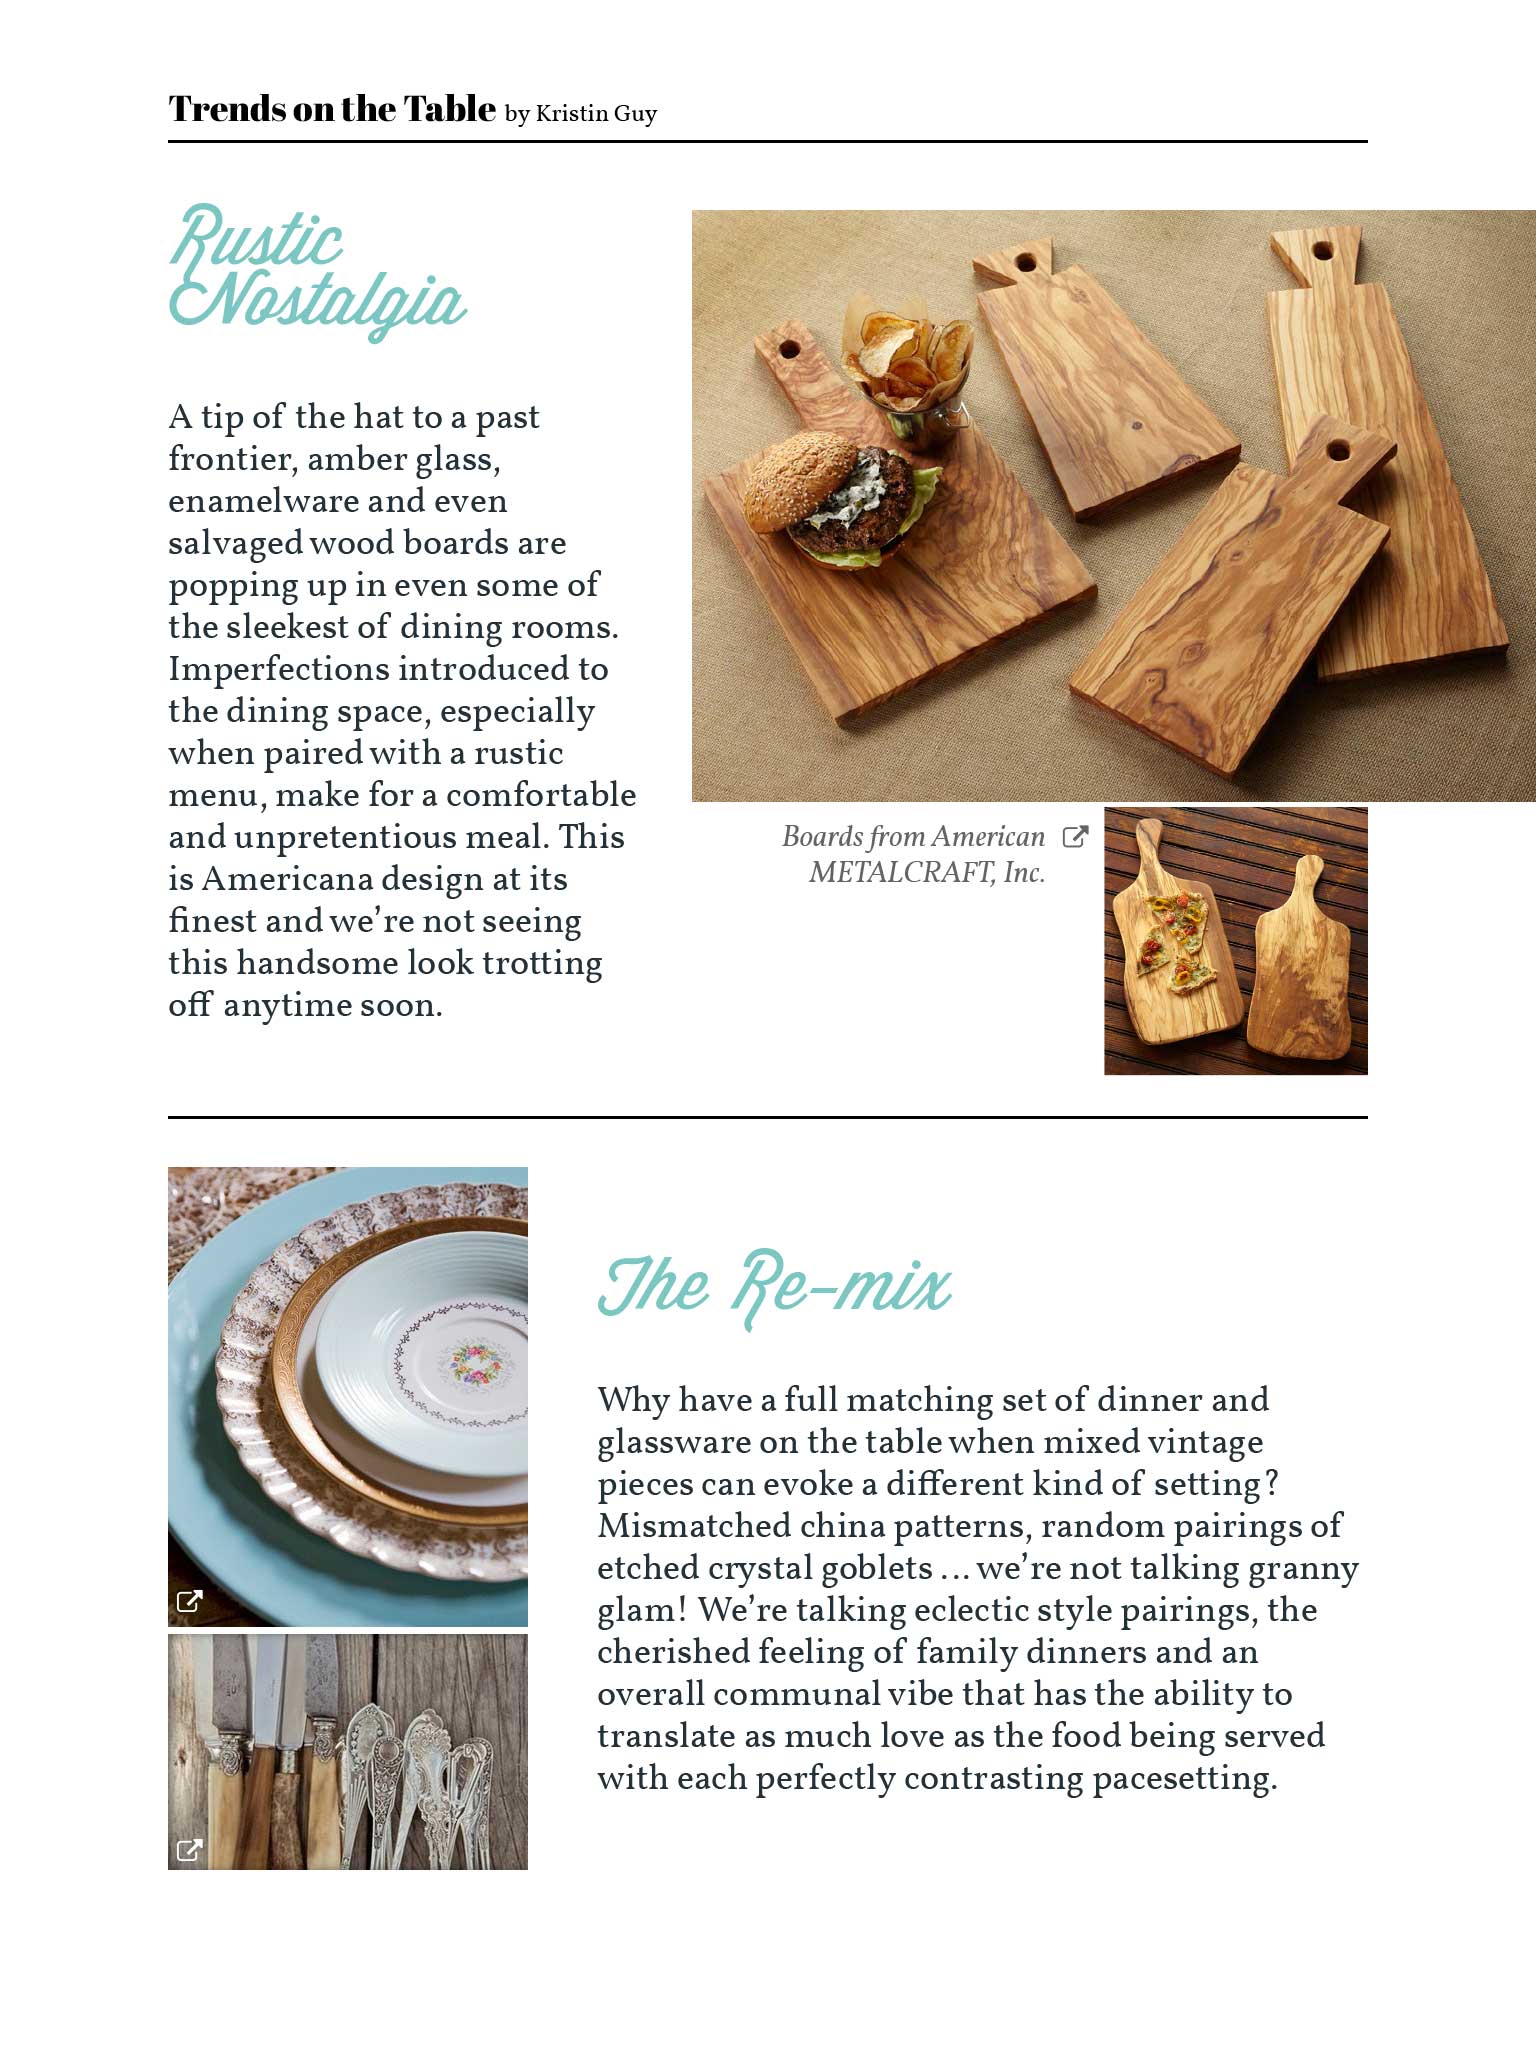 Trends on the Table by Kristin Guy
Rustic
Nostalgia
A tip of the hat to a past
frontier, amber glass,
enamelware and even
salvaged wood boards are
popping up in even some of
the sleekest of dining rooms.
Imperfections introduced to
the dining space, especially
when paired with a rustic
menu, make for a comfortable
and unpretentious meal. This
is Americana design at its
finest and we’re not seeing
this handsome look trotting
off anytime soon.
Boards from American
METALCRAFT, Inc.
The Re-mix
Why have a full matching set of dinner and
glassware on the table when mixed vintage
pieces can evoke a different kind of setting?
Mismatched china patterns, random pairings of
etched crystal goblets ... we’re not talking granny
glam! We’re talking eclectic style pairings, the
cherished feeling of family dinners and an
overall communal vibe that has the ability to
translate as much love as the food being served
with each perfectly contrasting pacesetting.